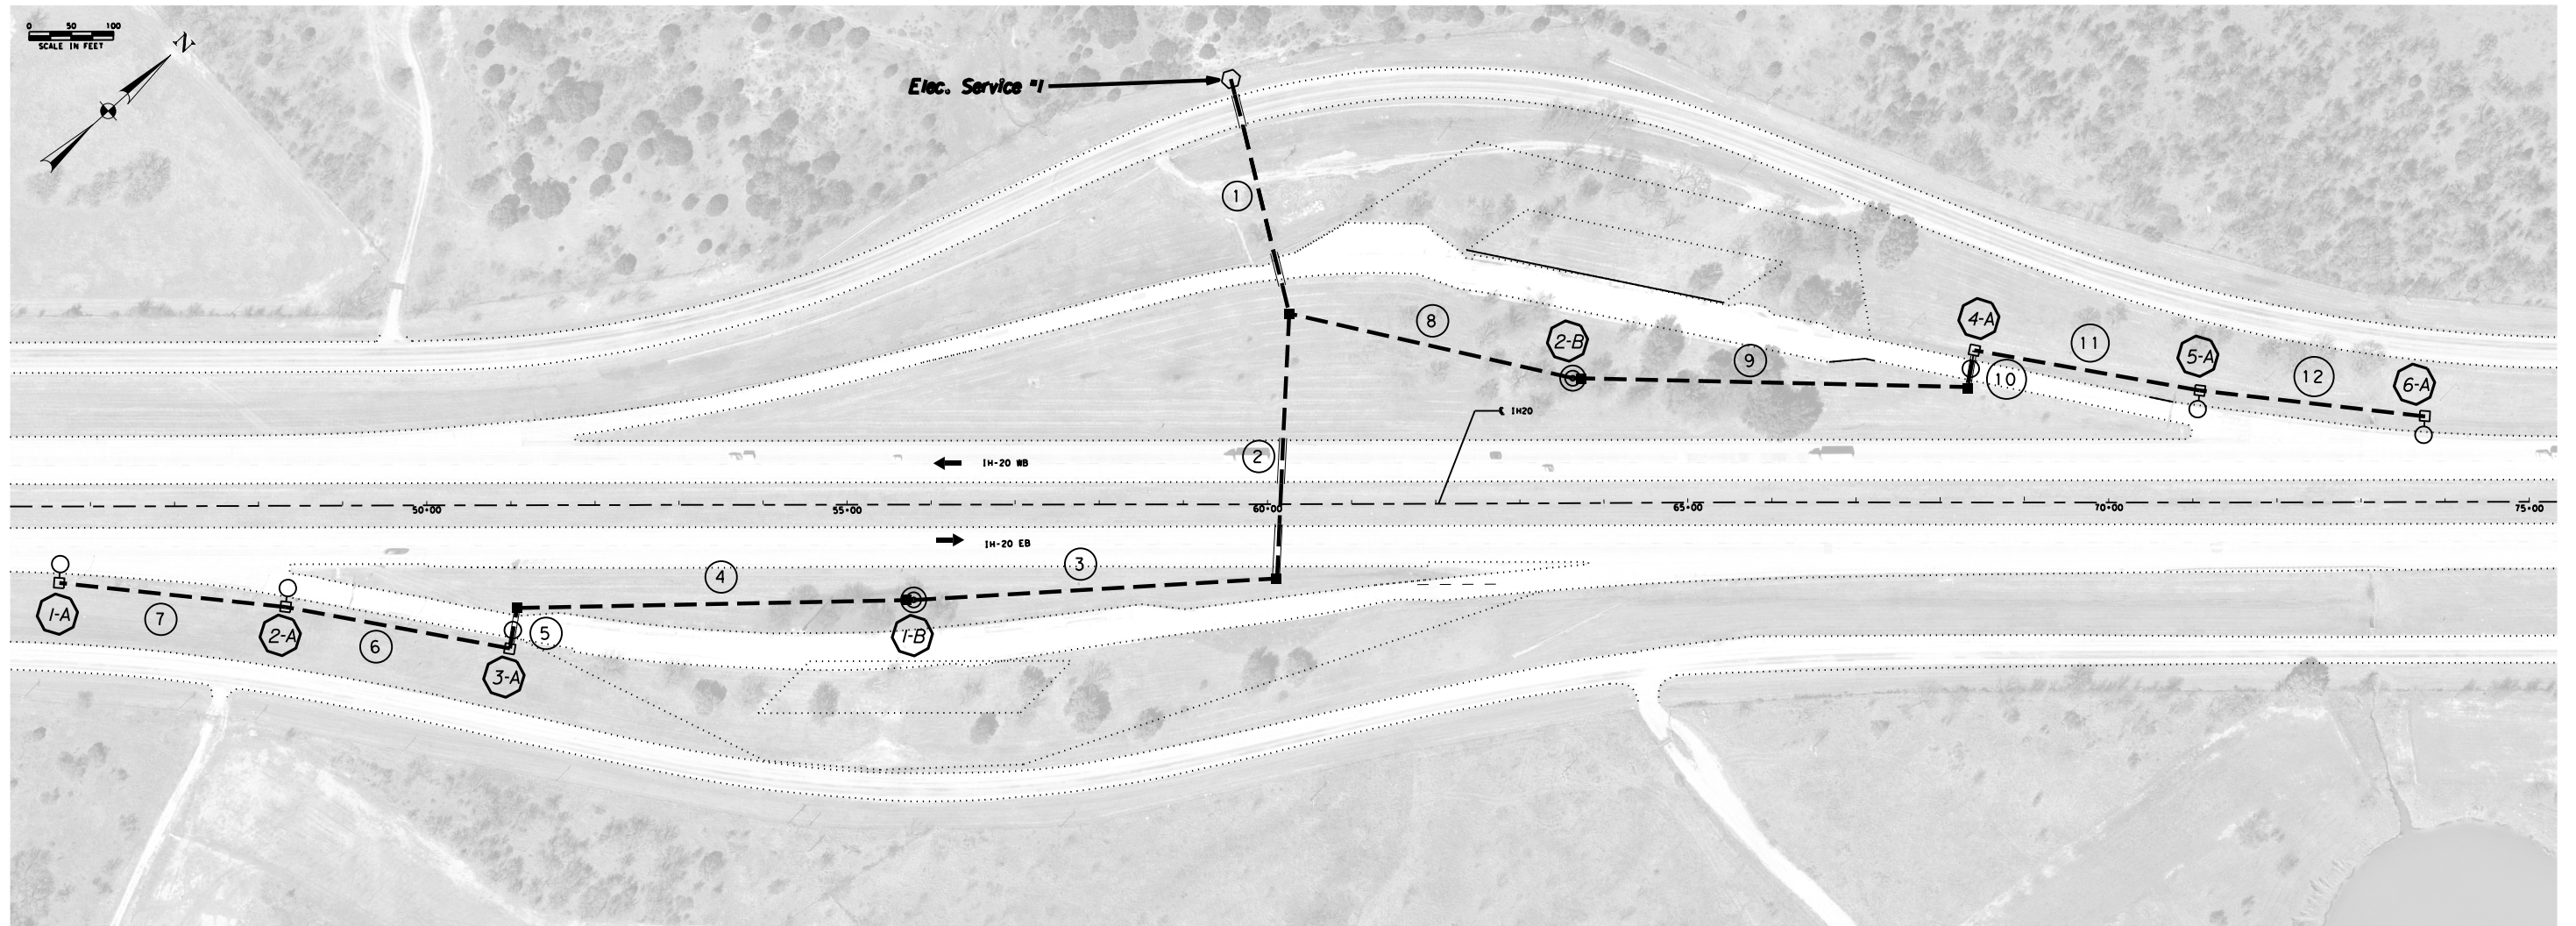 0 50 100
SCALE IN FEET
N
Elec. Service #1
1
8
2-B
9
4-A
10
11
5-A
12
6-A
℄ IH20
2
IH-20 WB
50+00
55+00
60+00
65+00
70+00
75+00
IH-20 EB
1-A
7
2-A
6
3-A
5
4
1-B
3